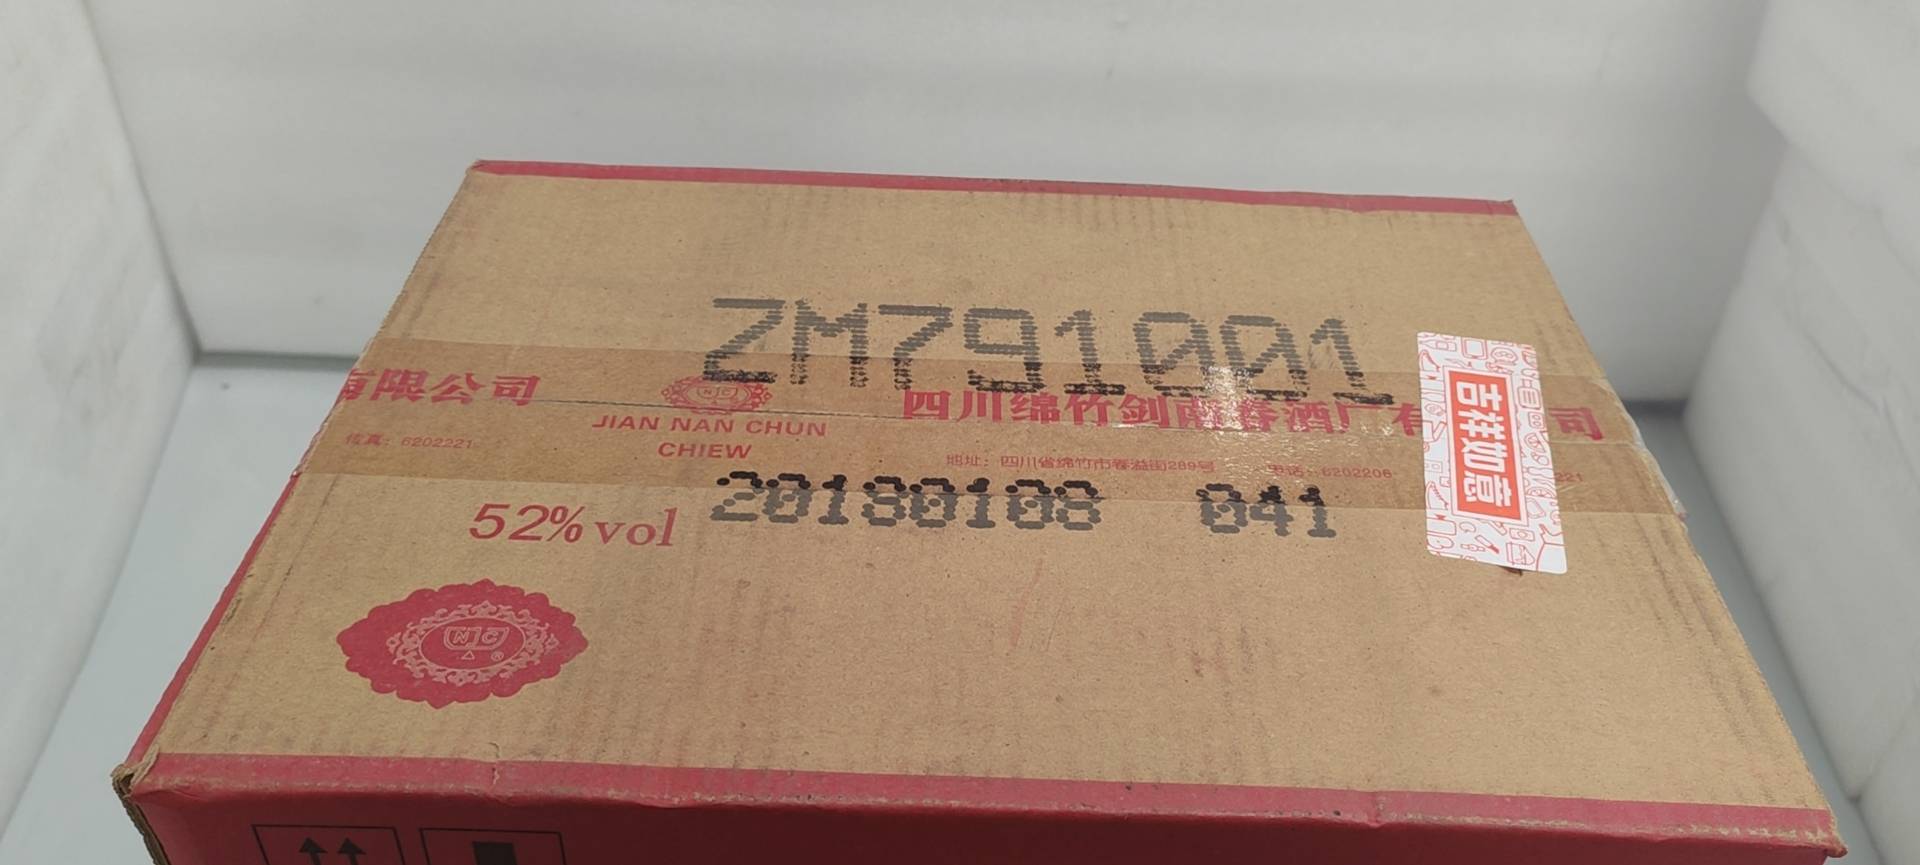 ZM791001
有限公司
JIAN NAN CHUN
CHIEW
四川绵竹剑南春酒厂有
司
传真：6202221
地址：四川省绵竹市春溢街289号
电话：6202206
221
20180108 041
52% vol
吉祥如意
NC
®